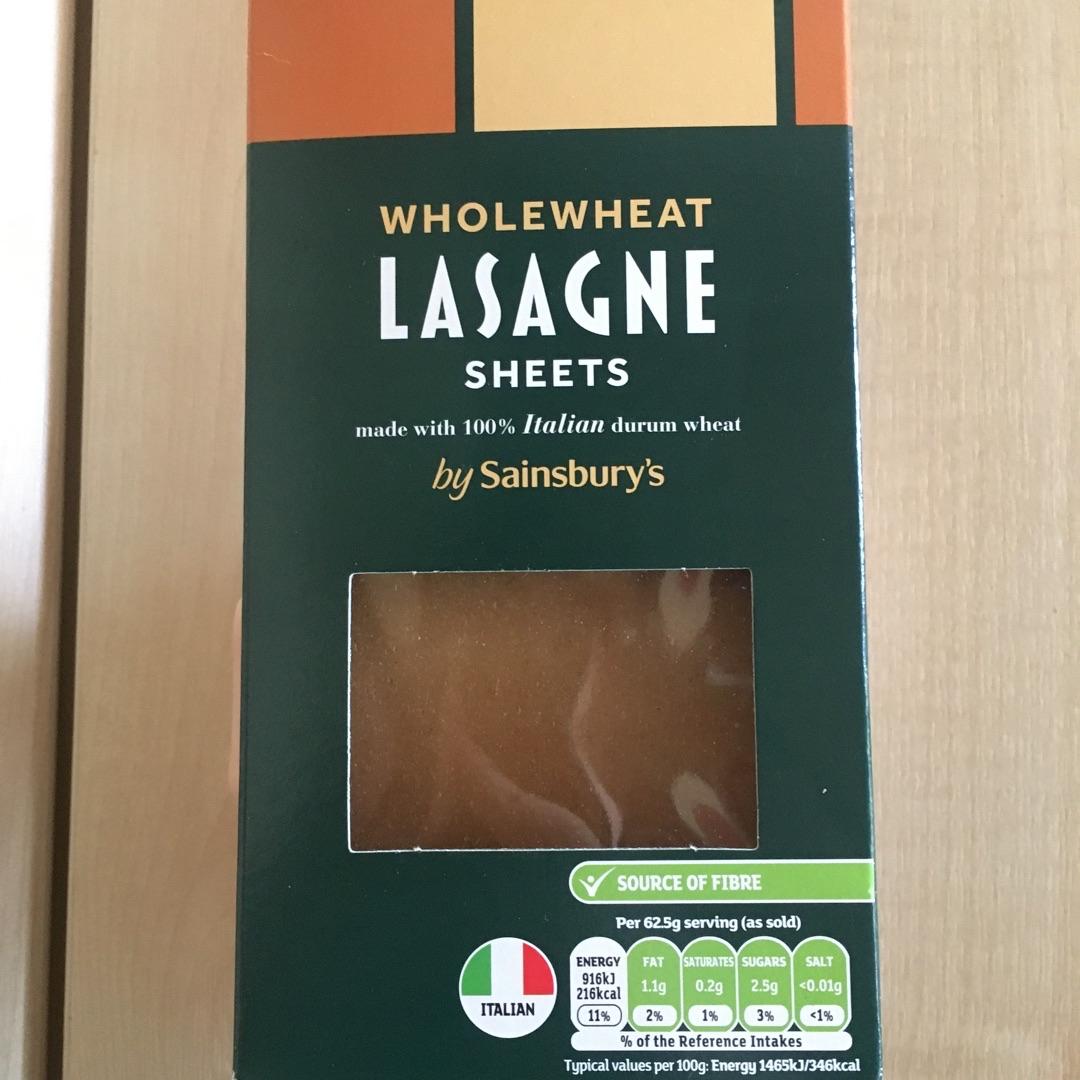 WHOLEWHEAT
LASAGNE
SHEETS
made with 100% Italian durum wheat
by Sainsbury's
SOURCE OF FIBRE
Per 62.5g serving (as sold)
ENERGY FAT SATURATES SUGARS SALT
916kJ
216kcal 1.1g 0.2g 2.5g <0.01g
11% 2% 1% 3% <1%
ITALIAN
% of the Reference Intakes
Typical values per 100g: Energy 1465kJ/346kcal